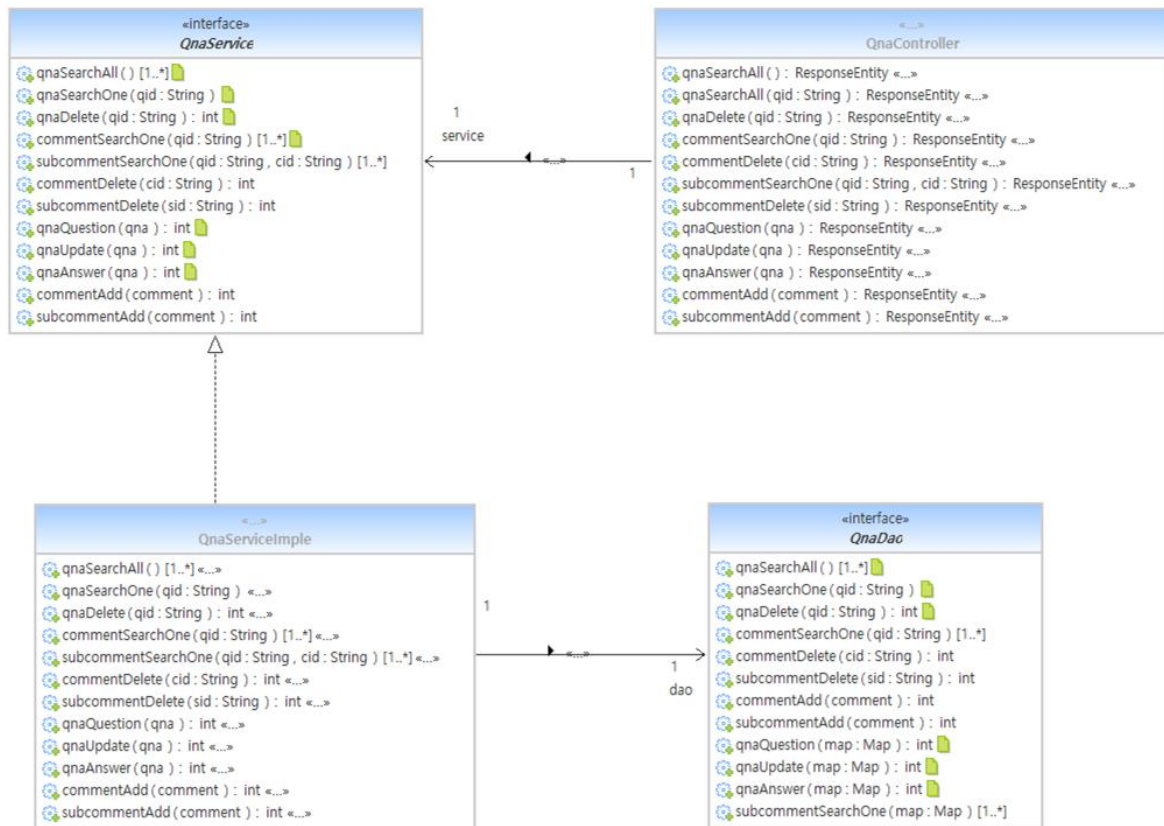 «interface»
QnaService
qnaSearchAll ( ) [1..*]
qnaSearchOne ( qid : String )
qnaDelete ( qid : String ) : int
commentSearchOne ( qid : String ) [1..*]
subcommentSearchOne ( qid : String , cid : String ) [1..*]
commentDelete ( cid : String ) : int
subcommentDelete ( sid : String ) : int
qnaQuestion ( qna ) : int
qnaUpdate ( qna ) : int
qnaAnswer ( qna ) : int
commentAdd ( comment ) : int
subcommentAdd ( comment ) : int
1
service
«...»
1
«...»
QnaController
qnaSearchAll ( ) : ResponseEntity «...»
qnaSearchAll ( qid : String ) : ResponseEntity «...»
qnaDelete ( qid : String ) : ResponseEntity «...»
commentSearchOne ( qid : String ) : ResponseEntity «...»
commentDelete ( cid : String ) : ResponseEntity «...»
subcommentSearchOne ( qid : String , cid : String ) : ResponseEntity «...»
subcommentDelete ( sid : String ) : ResponseEntity «...»
qnaQuestion ( qna ) : ResponseEntity «...»
qnaUpdate ( qna ) : ResponseEntity «...»
qnaAnswer ( qna ) : ResponseEntity «...»
commentAdd ( comment ) : ResponseEntity «...»
subcommentAdd ( comment ) : ResponseEntity «...»
«...»
QnaServiceImple
qnaSearchAll ( ) [1..*] «...»
qnaSearchOne ( qid : String ) «...»
qnaDelete ( qid : String ) : int «...»
commentSearchOne ( qid : String ) [1..*] «...»
subcommentSearchOne ( qid : String , cid : String ) [1..*] «...»
commentDelete ( cid : String ) : int «...»
subcommentDelete ( sid : String ) : int «...»
qnaQuestion ( qna ) : int «...»
qnaUpdate ( qna ) : int «...»
qnaAnswer ( qna ) : int «...»
commentAdd ( comment ) : int «...»
subcommentAdd ( comment ) : int «...»
1
«...»
1
dao
«interface»
QnaDao
qnaSearchAll ( ) [1..*]
qnaSearchOne ( qid : String )
qnaDelete ( qid : String ) : int
commentSearchOne ( qid : String ) [1..*]
commentDelete ( cid : String ) : int
subcommentDelete ( sid : String ) : int
commentAdd ( comment ) : int
subcommentAdd ( comment ) : int
qnaQuestion ( map : Map ) : int
qnaUpdate ( map : Map ) : int
qnaAnswer ( map : Map ) : int
subcommentSearchOne ( map : Map ) [1..*]